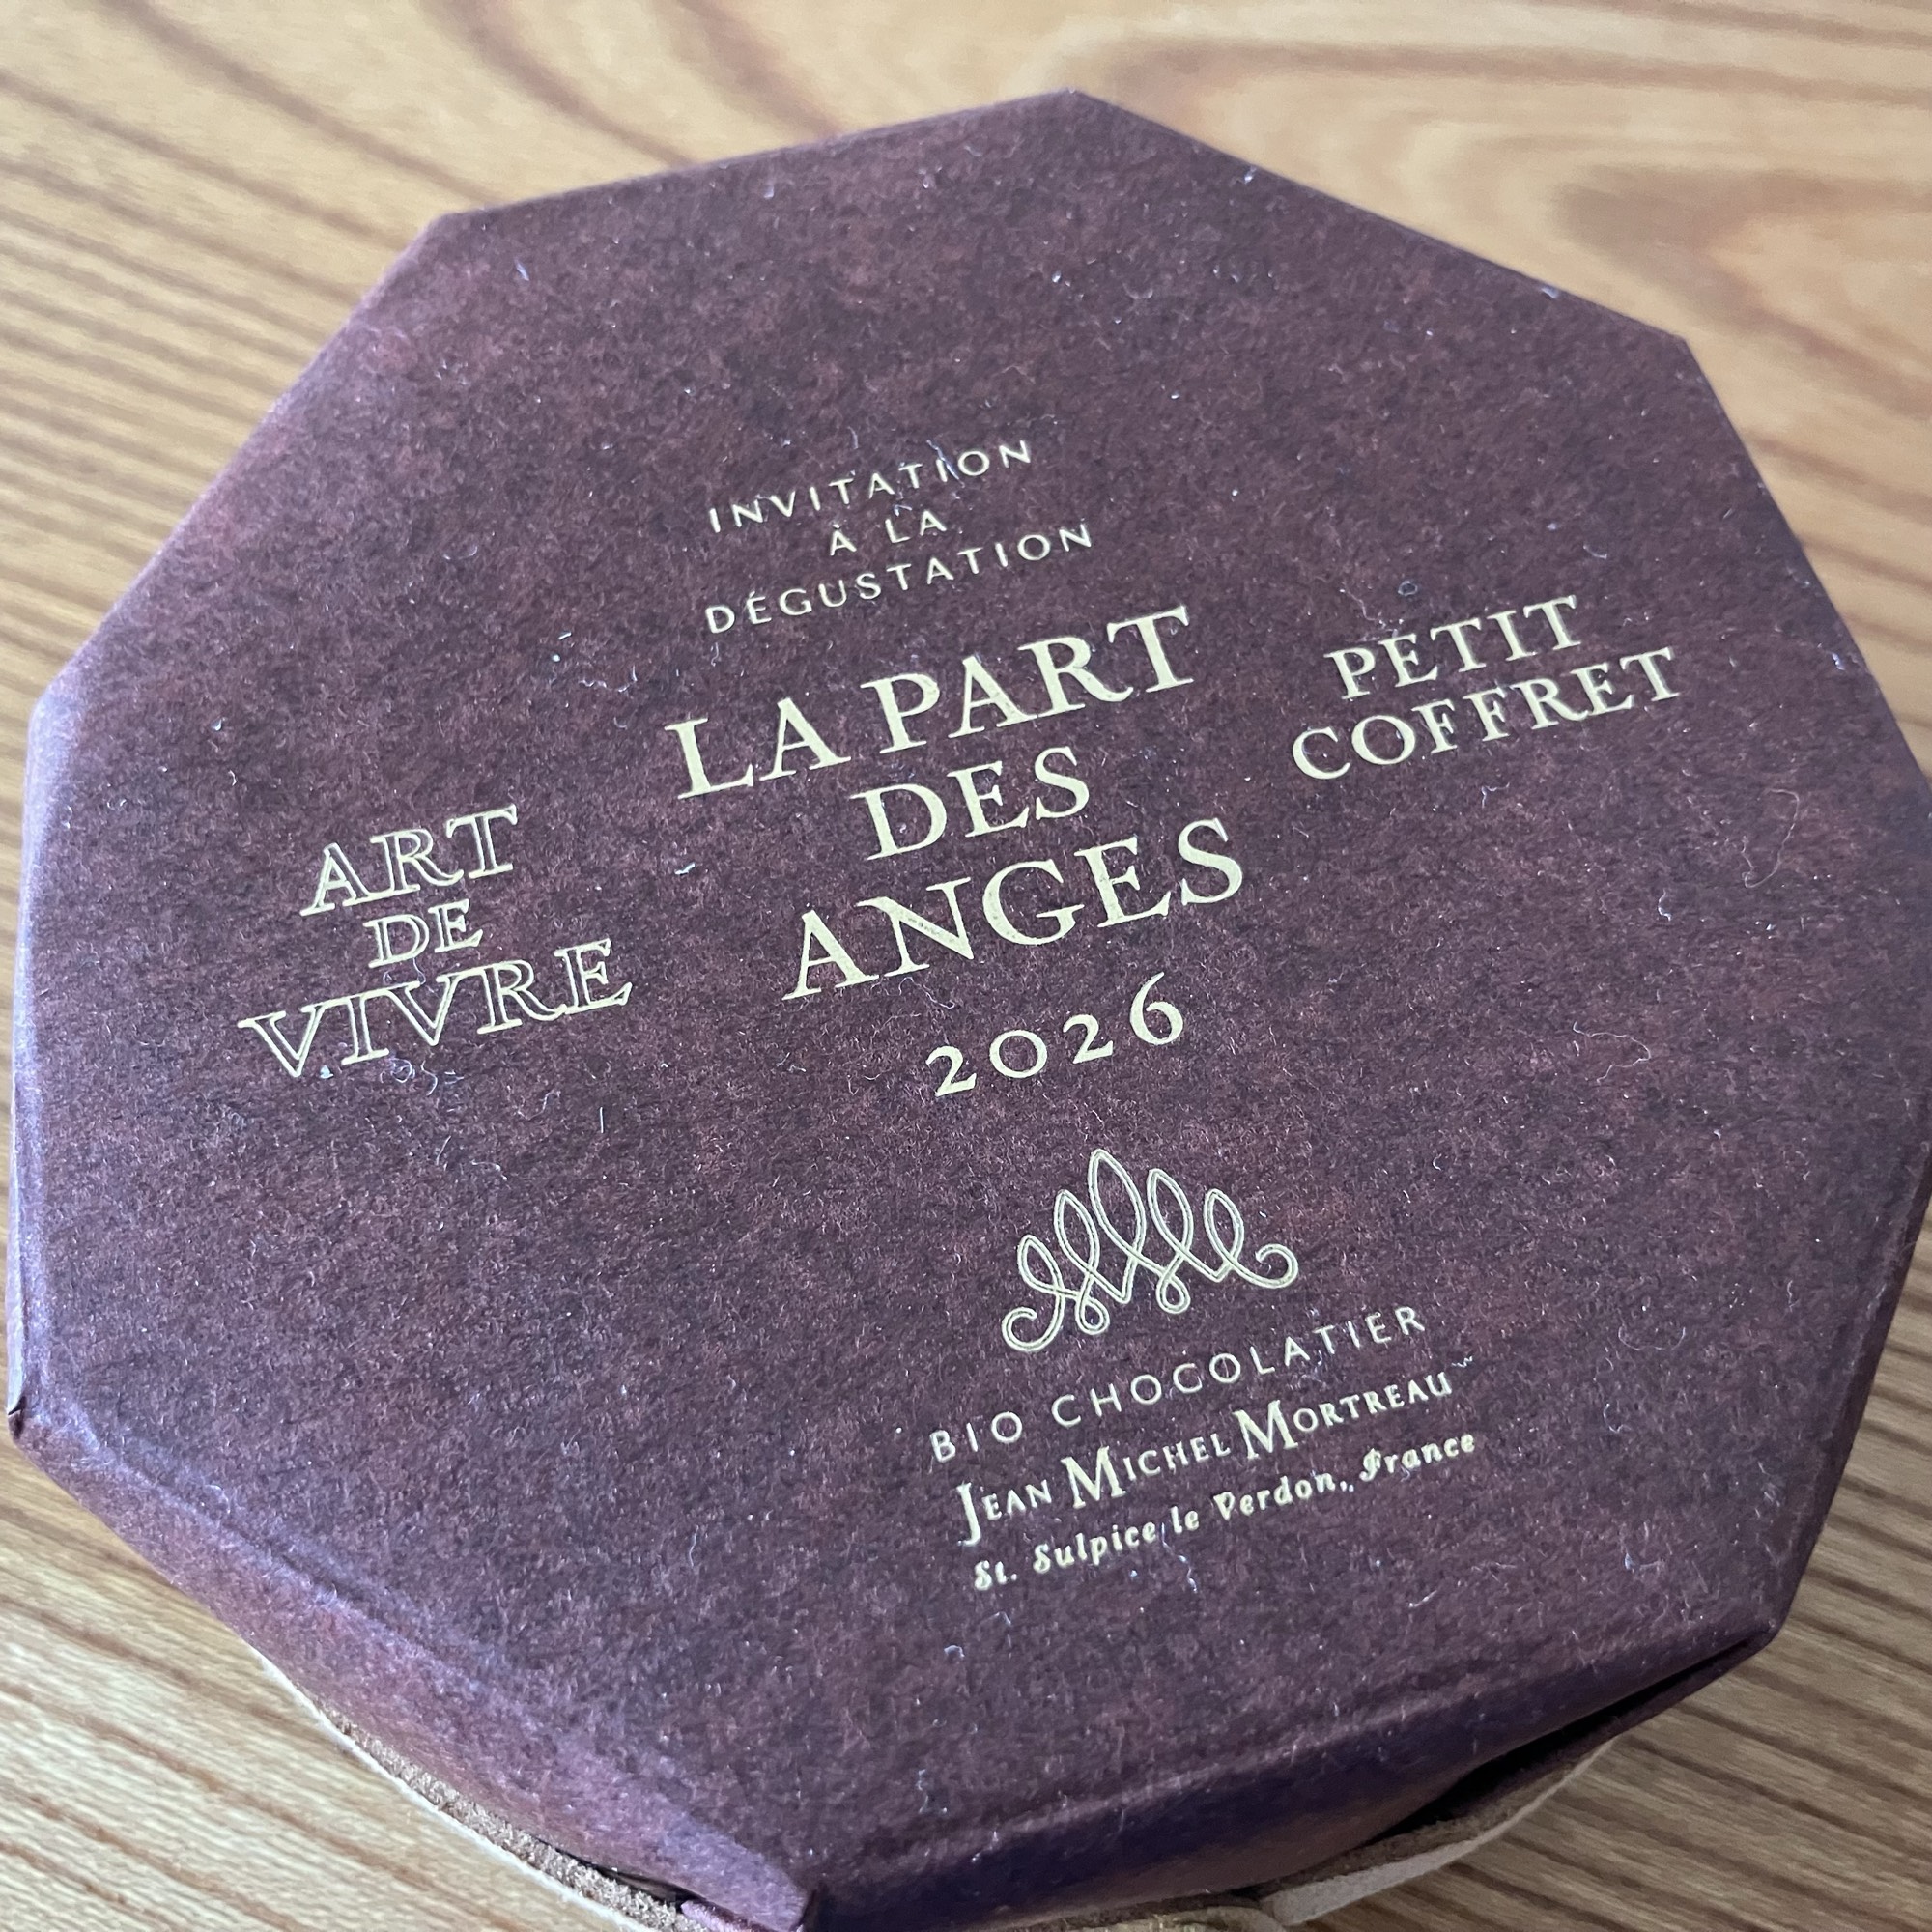 INVITATION
À LA
DÉGUSTATION
LA PART
DES
ANGES
2026
ART
DE
VIVRE
PETIT
COFFRET
BIO CHOCOLATIER
JEAN MICHEL MORTREAU
St. Sulpice le Verdon, France